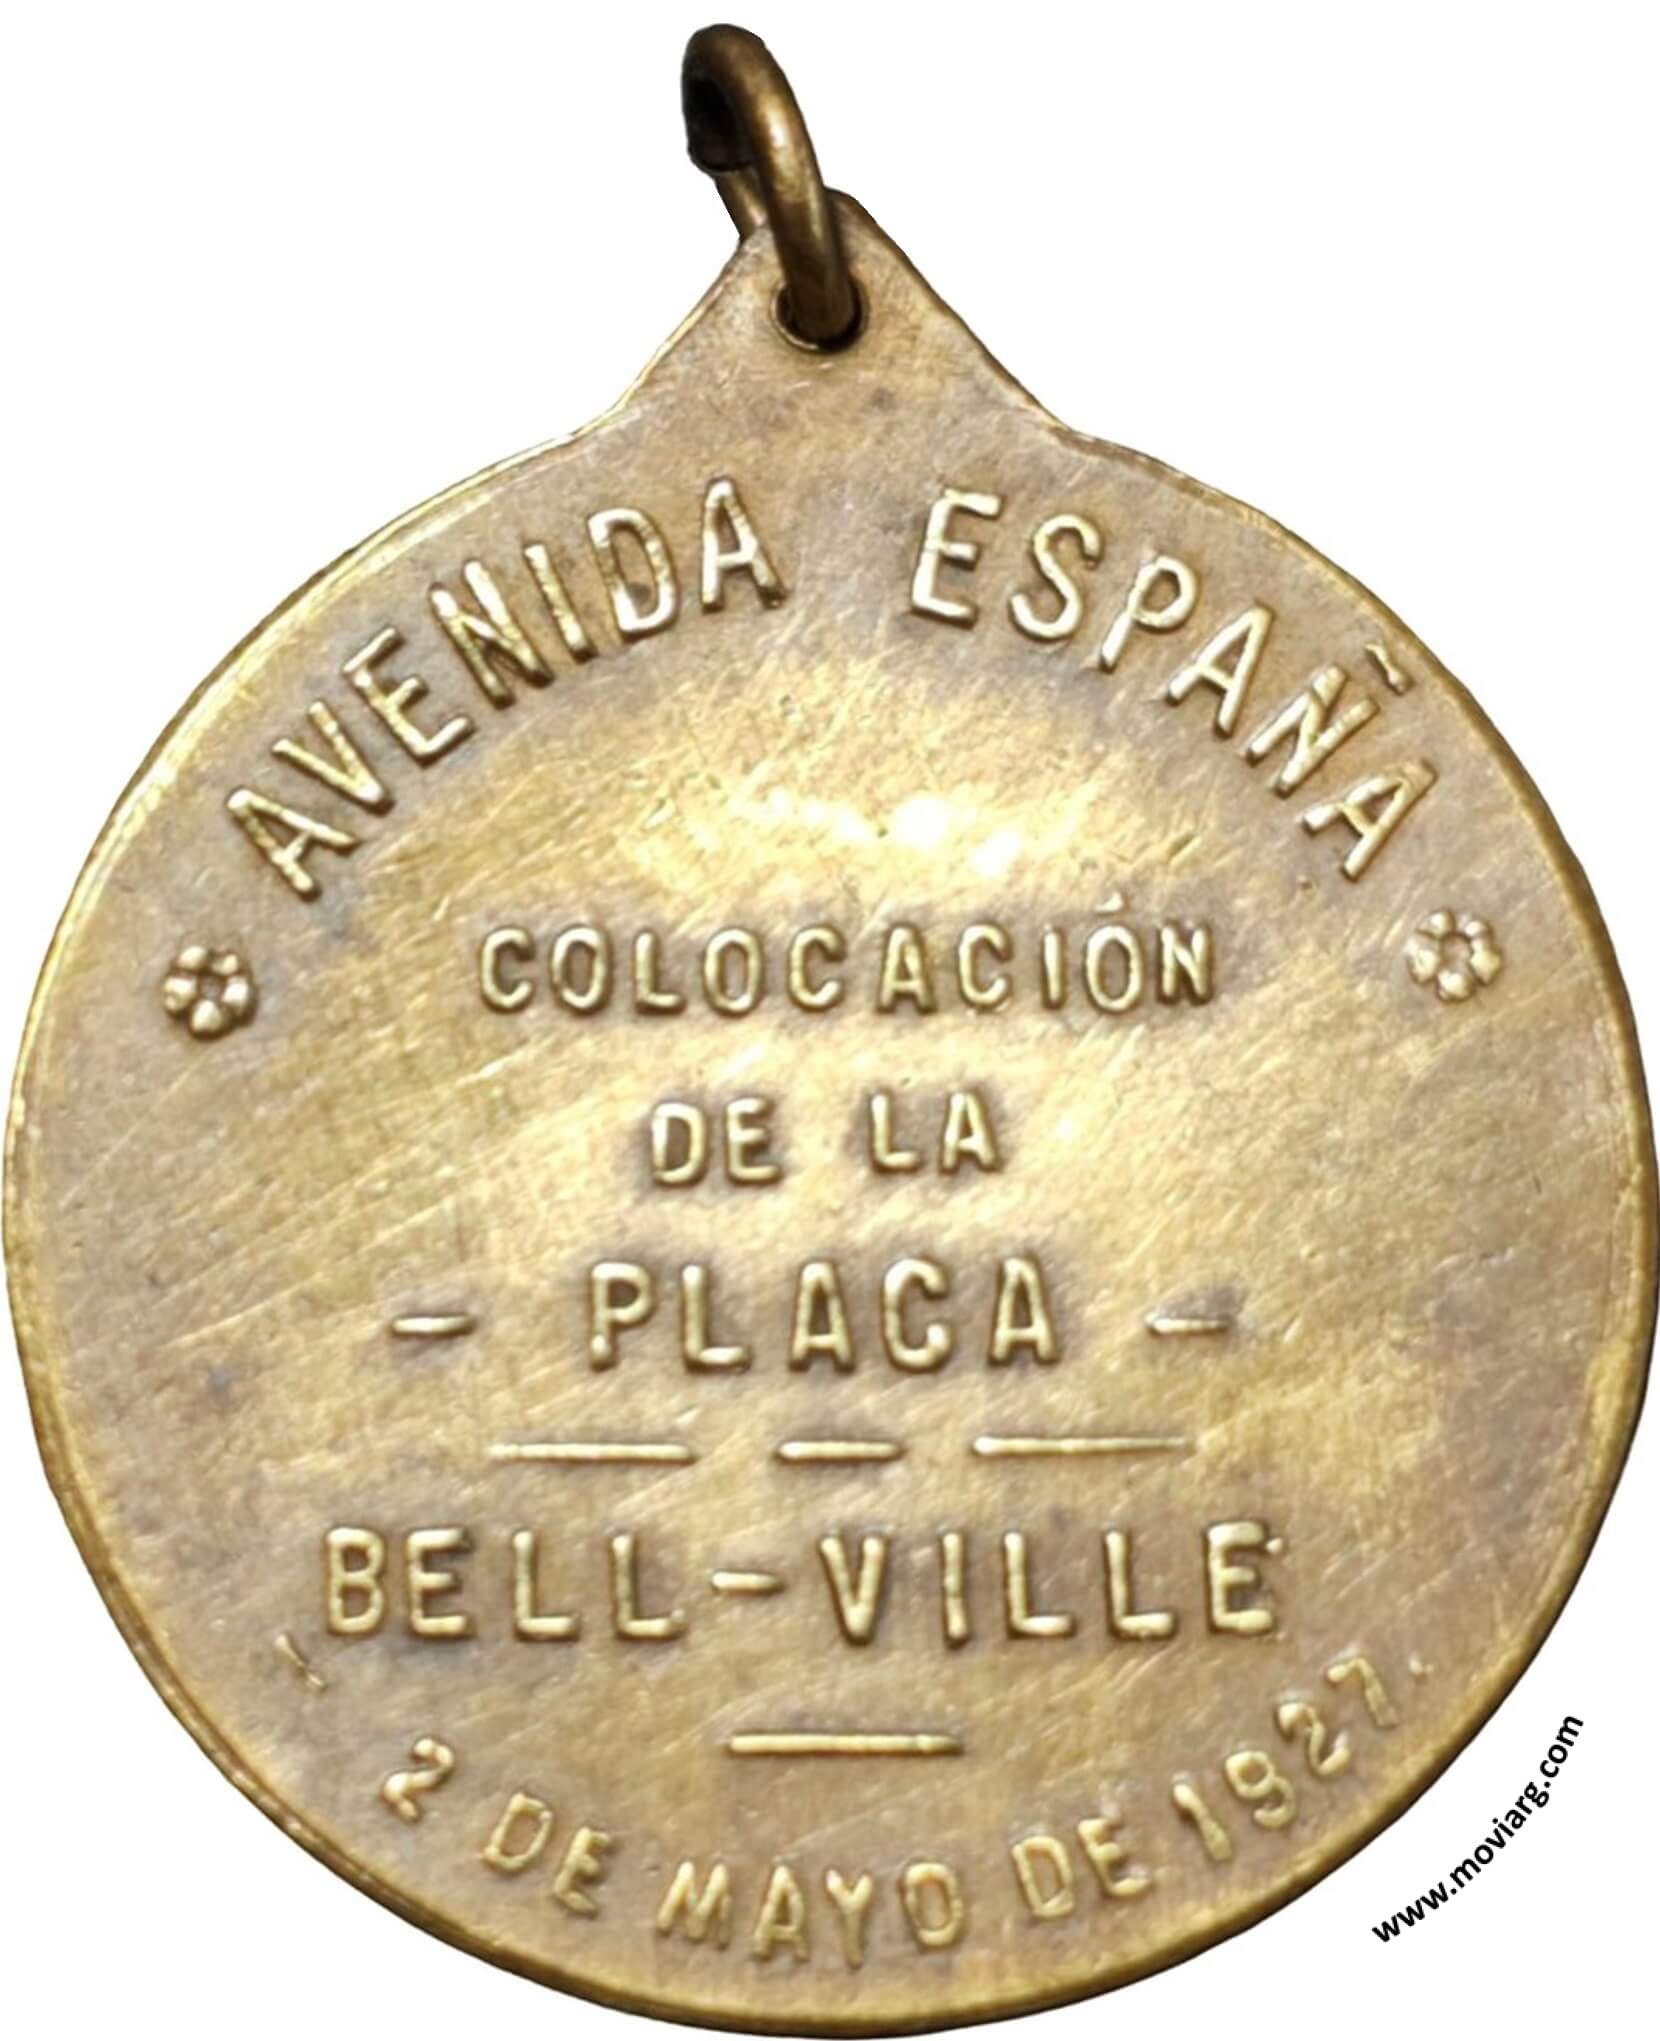 AVENIDA ESPAÑA
COLOCACIÓN
DE LA
- PLACA -
BELL-VILLE
2 DE MAYO DE 1927.
www.moviarg.com